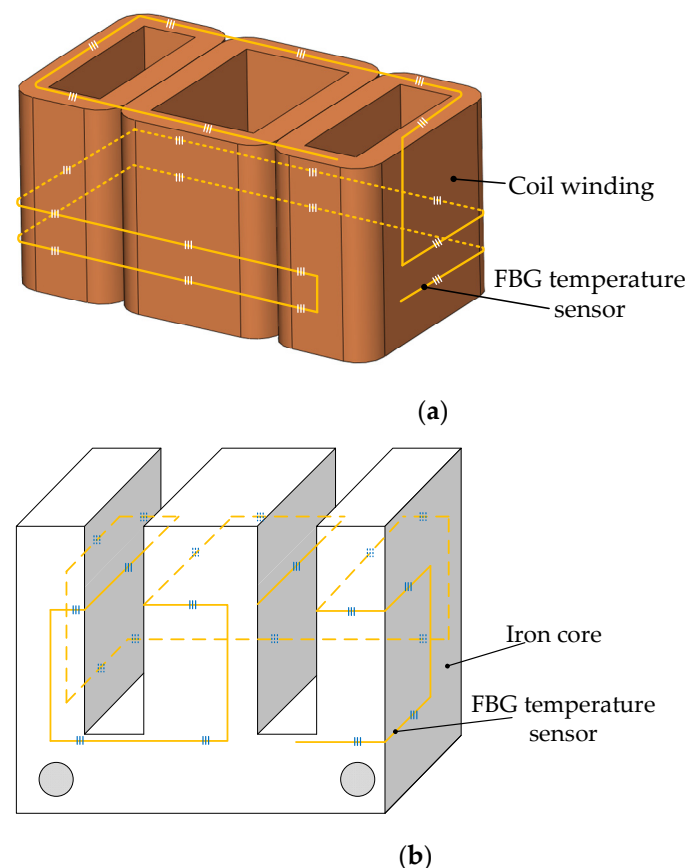 Coil winding
FBG temperature
sensor
(a)
Iron core
FBG temperature
sensor
(b)